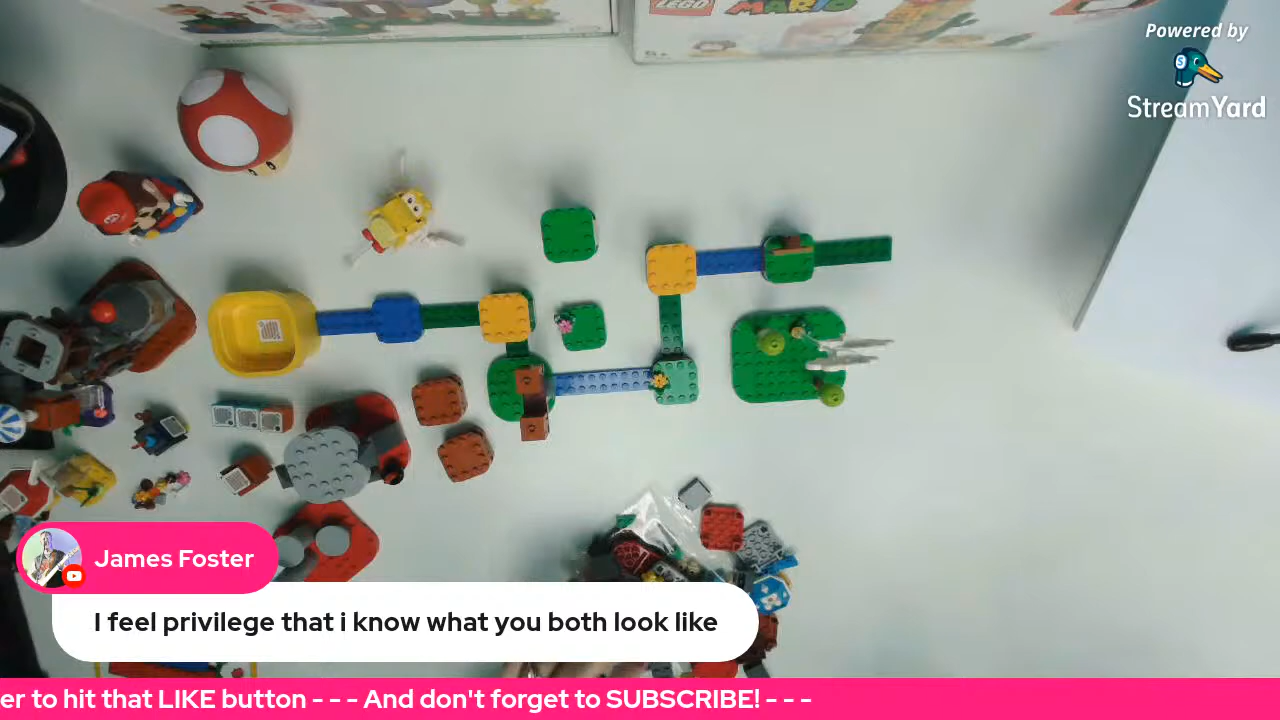 LEGO
MARIO
Powered by
StreamYard
James Foster
I feel privilege that i know what you both look like
er to hit that LIKE button - - - And don't forget to SUBSCRIBE! - - -